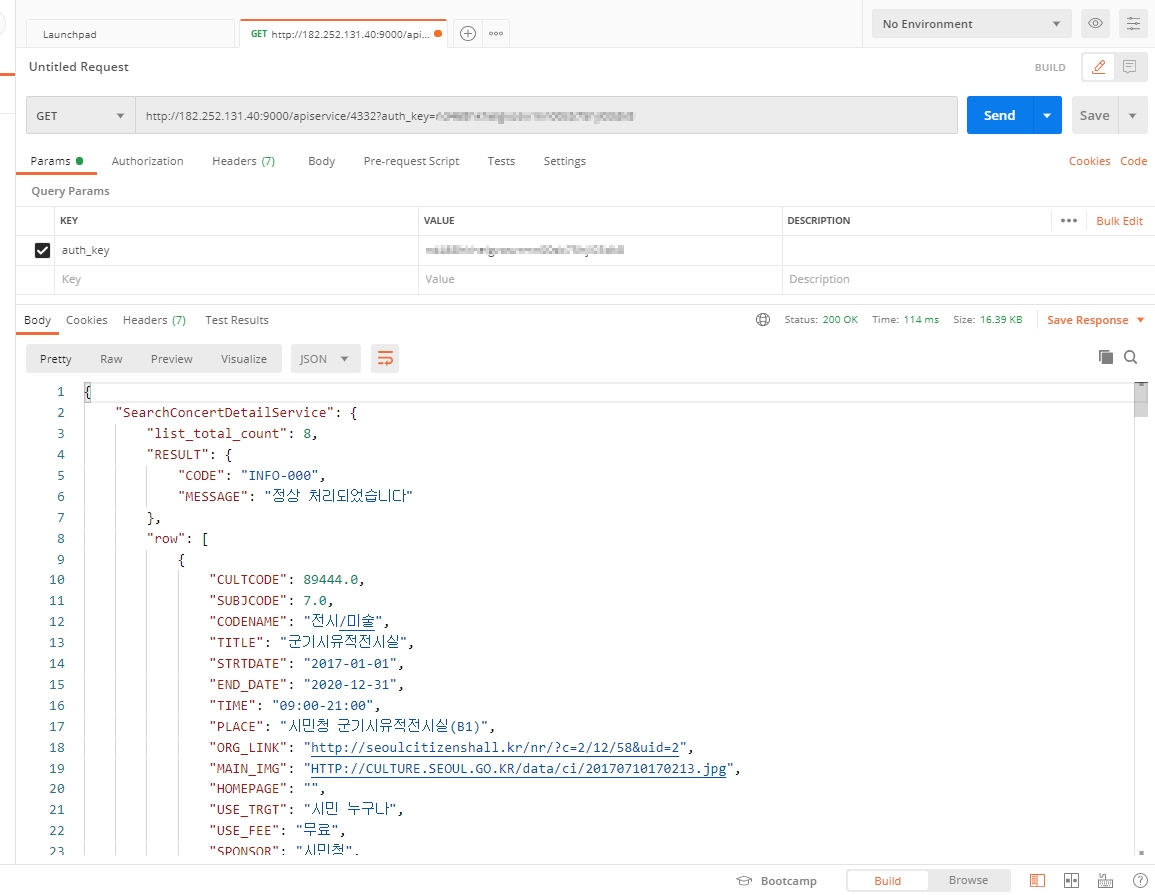 Launchpad
GET http://182.252.131.40:9000/api...
No Environment
Untitled Request
BUILD
GET
http://182.252.131.40:9000/apiservice/4332?auth_key=
Send
Save
Params
Authorization
Headers (7)
Body
Pre-request Script
Tests
Settings
Cookies
Code
Query Params
KEY
VALUE
DESCRIPTION
Bulk Edit
auth_key
Key
Value
Description
Body
Cookies
Headers (7)
Test Results
Status: 200 OK
Time: 114 ms
Size: 16.39 KB
Save Response
Pretty
Raw
Preview
Visualize
JSON
1 {
2 "SearchConcertDetailService": {
3 "list_total_count": 8,
4 "RESULT": {
5 "CODE": "INFO-000",
6 "MESSAGE": "정상 처리되었습니다"
7 },
8 "row": [
9 {
10 "CULTCODE": 89444.0,
11 "SUBJCODE": 7.0,
12 "CODENAME": "전시/미술",
13 "TITLE": "군기시유적전시실",
14 "STRTDATE": "2017-01-01",
15 "END_DATE": "2020-12-31",
16 "TIME": "09:00-21:00",
17 "PLACE": "시민청 군기시유적전시실(B1)",
18 "ORG_LINK": "http://seoulcitizenshall.kr/nr/?c=2/12/58&uid=2",
19 "MAIN_IMG": "HTTP://CULTURE.SEOUL.GO.KR/data/ci/20170710170213.jpg",
20 "HOMEPAGE": "",
21 "USE_TRGT": "시민 누구나",
22 "USE_FEE": "무료",
23 "SPONSOR": "시민청",
Bootcamp
Build
Browse